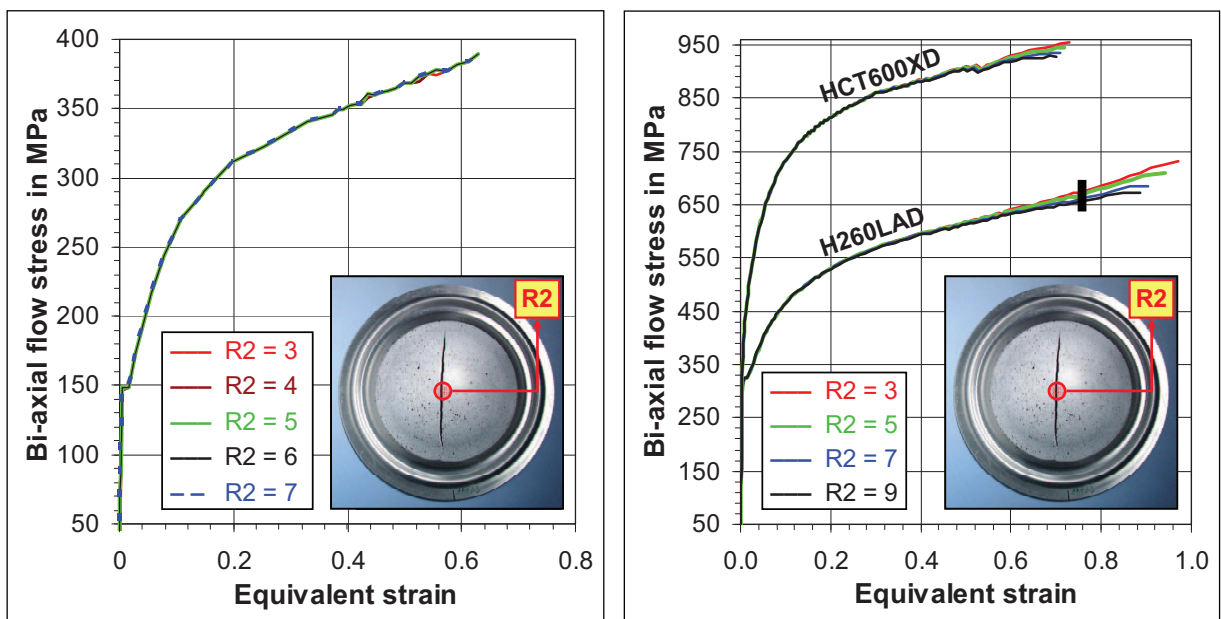 Bi-axial flow stress in MPa
400
350
300
250
200
150
100
50
0
0.2
0.4
0.6
0.8
Equivalent strain
R2 = 3
R2 = 4
R2 = 5
R2 = 6
R2 = 7
R2
Bi-axial flow stress in MPa
950
850
750
650
550
450
350
250
150
50
0.0
0.2
0.4
0.6
0.8
1.0
Equivalent strain
HCT600XD
H260LAD
R2 = 3
R2 = 5
R2 = 7
R2 = 9
R2